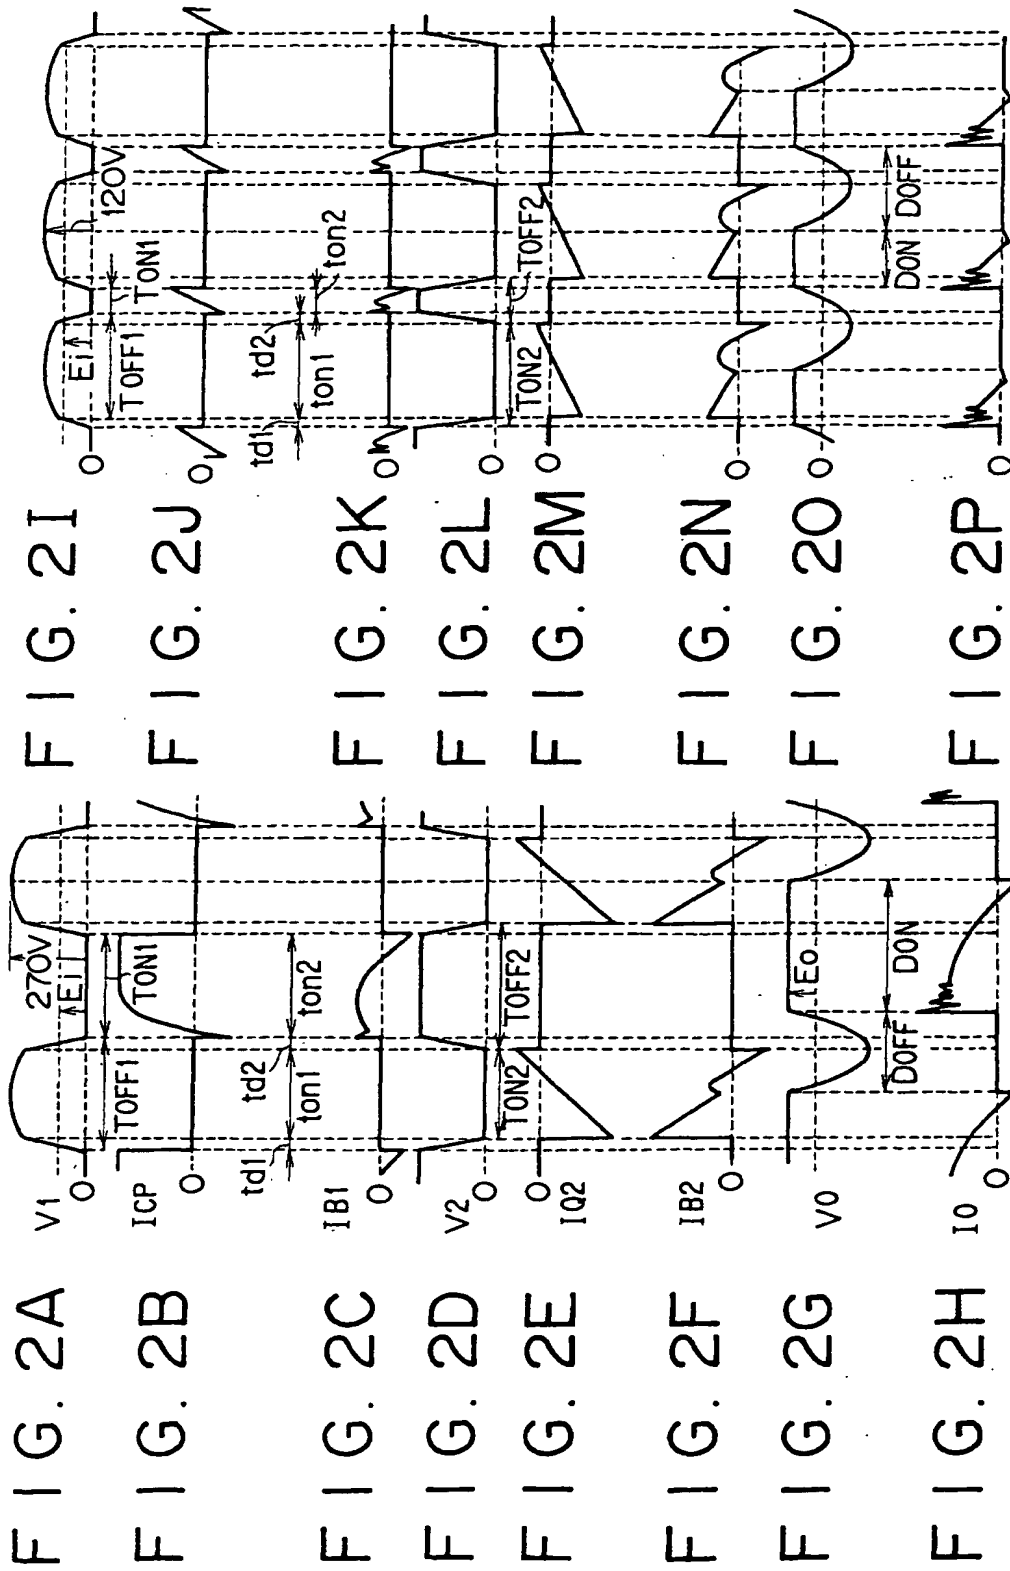 FIG. 2A V1 0 270V Ei
TOFF1 TON1
FIG. 2B ICP 0
td1 ton1 td2 ton2
FIG. 2C IB1 0
FIG. 2D V2 0
TON2 TOFF2
FIG. 2E IQ2 0
FIG. 2F IB2 0
FIG. 2G V0 0 Eo
DOFF DON
FIG. 2H I0 0
FIG. 2I 0 Ei 120V
TOFF1 TON1
FIG. 2J 0
td1 ton1 td2 ton2
FIG. 2K 0
FIG. 2L 0
TON2 TOFF2
FIG. 2M 0
FIG. 2N 0
FIG. 2O 0
DON DOFF
FIG. 2P 0